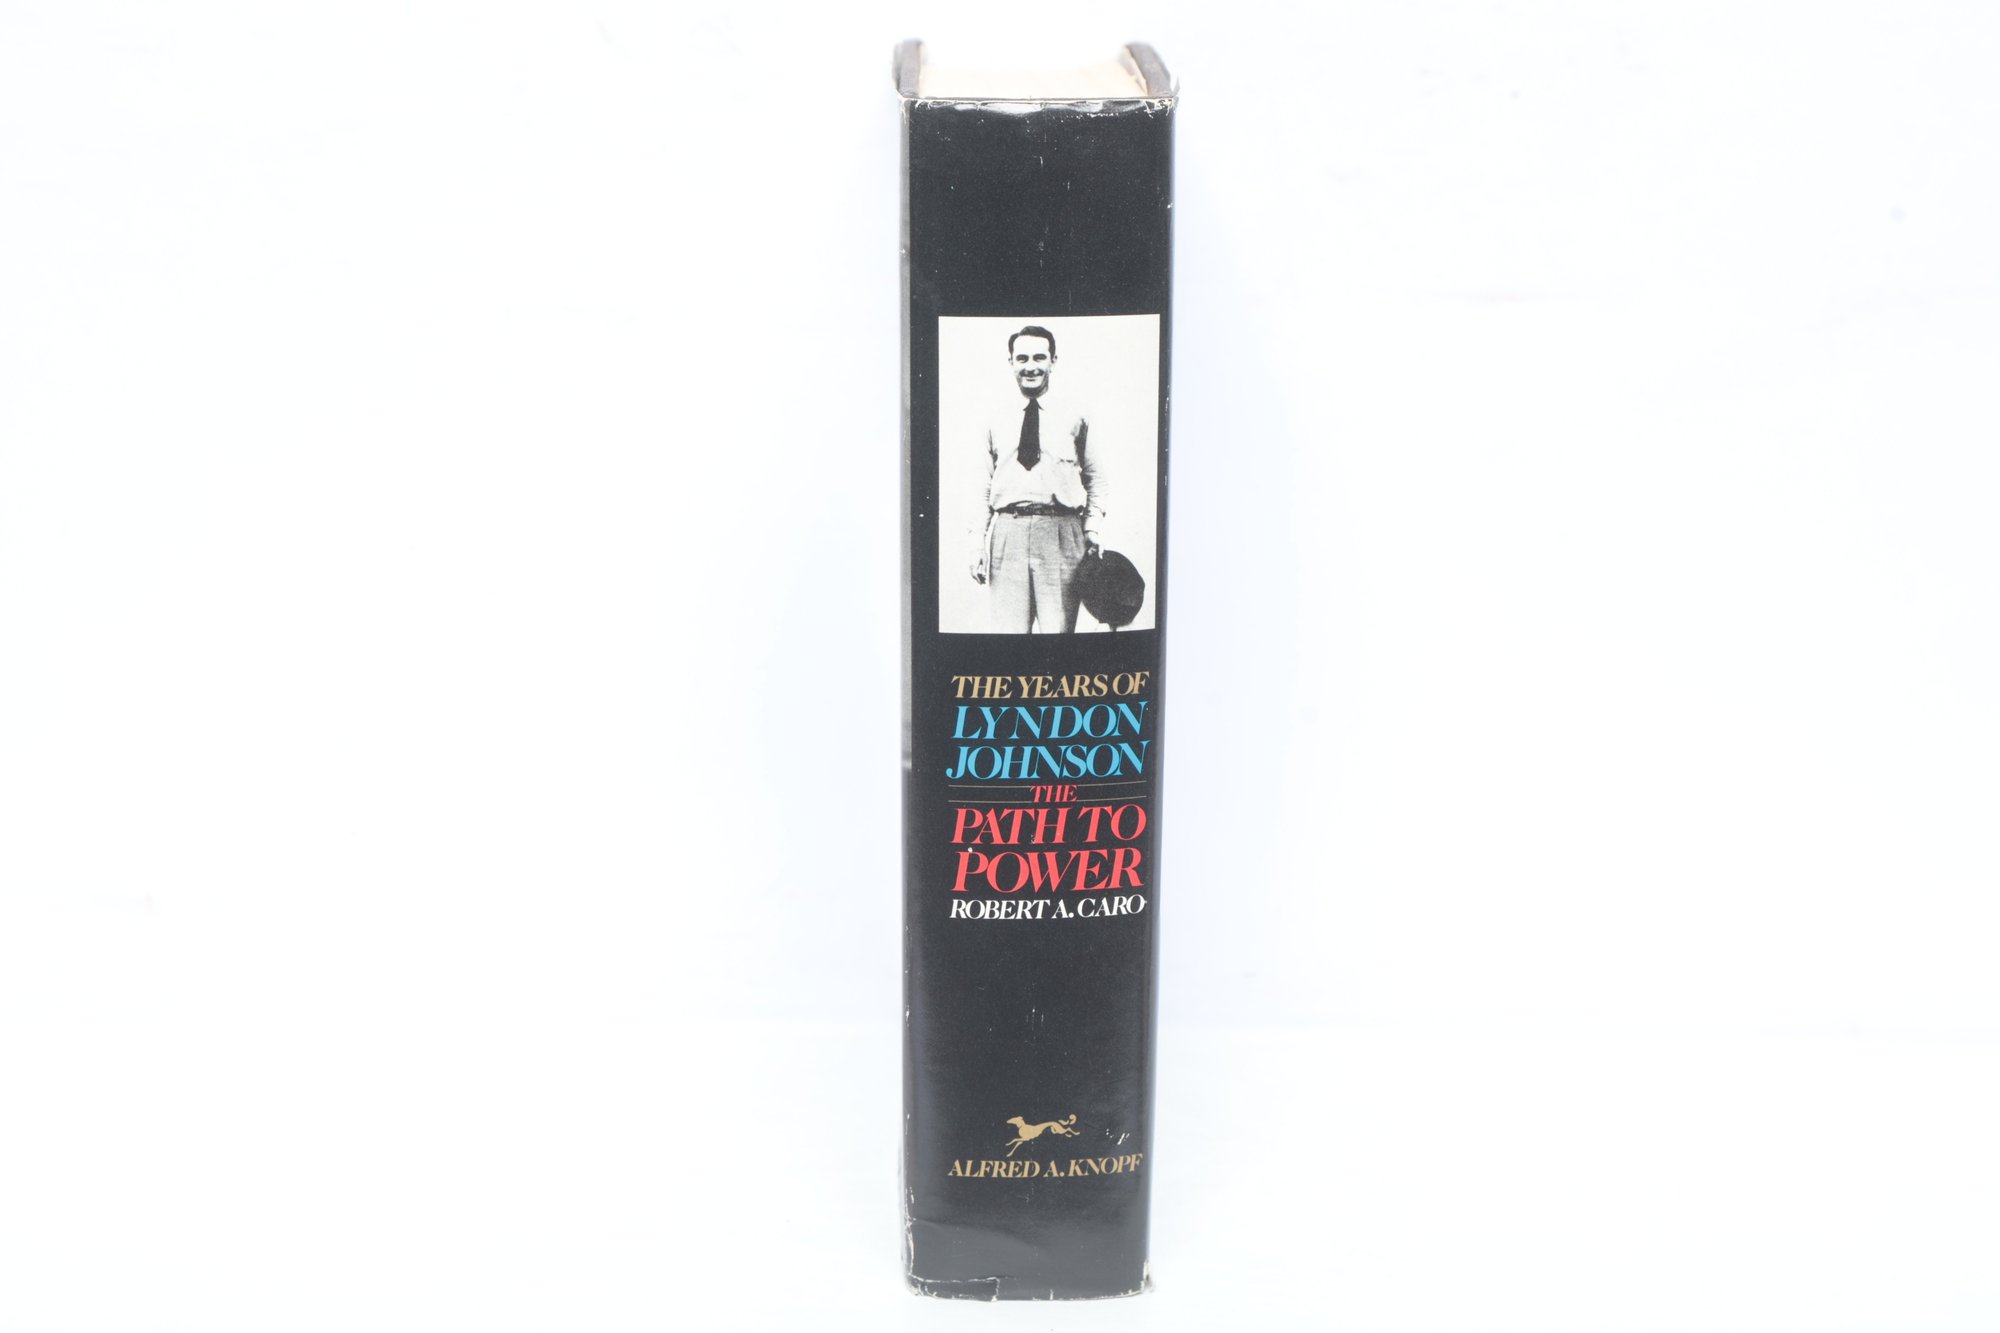 THE YEARS OF
LYNDON
JOHNSON
THE
PATH TO
POWER
ROBERT A. CARO
ALFRED A. KNOPF